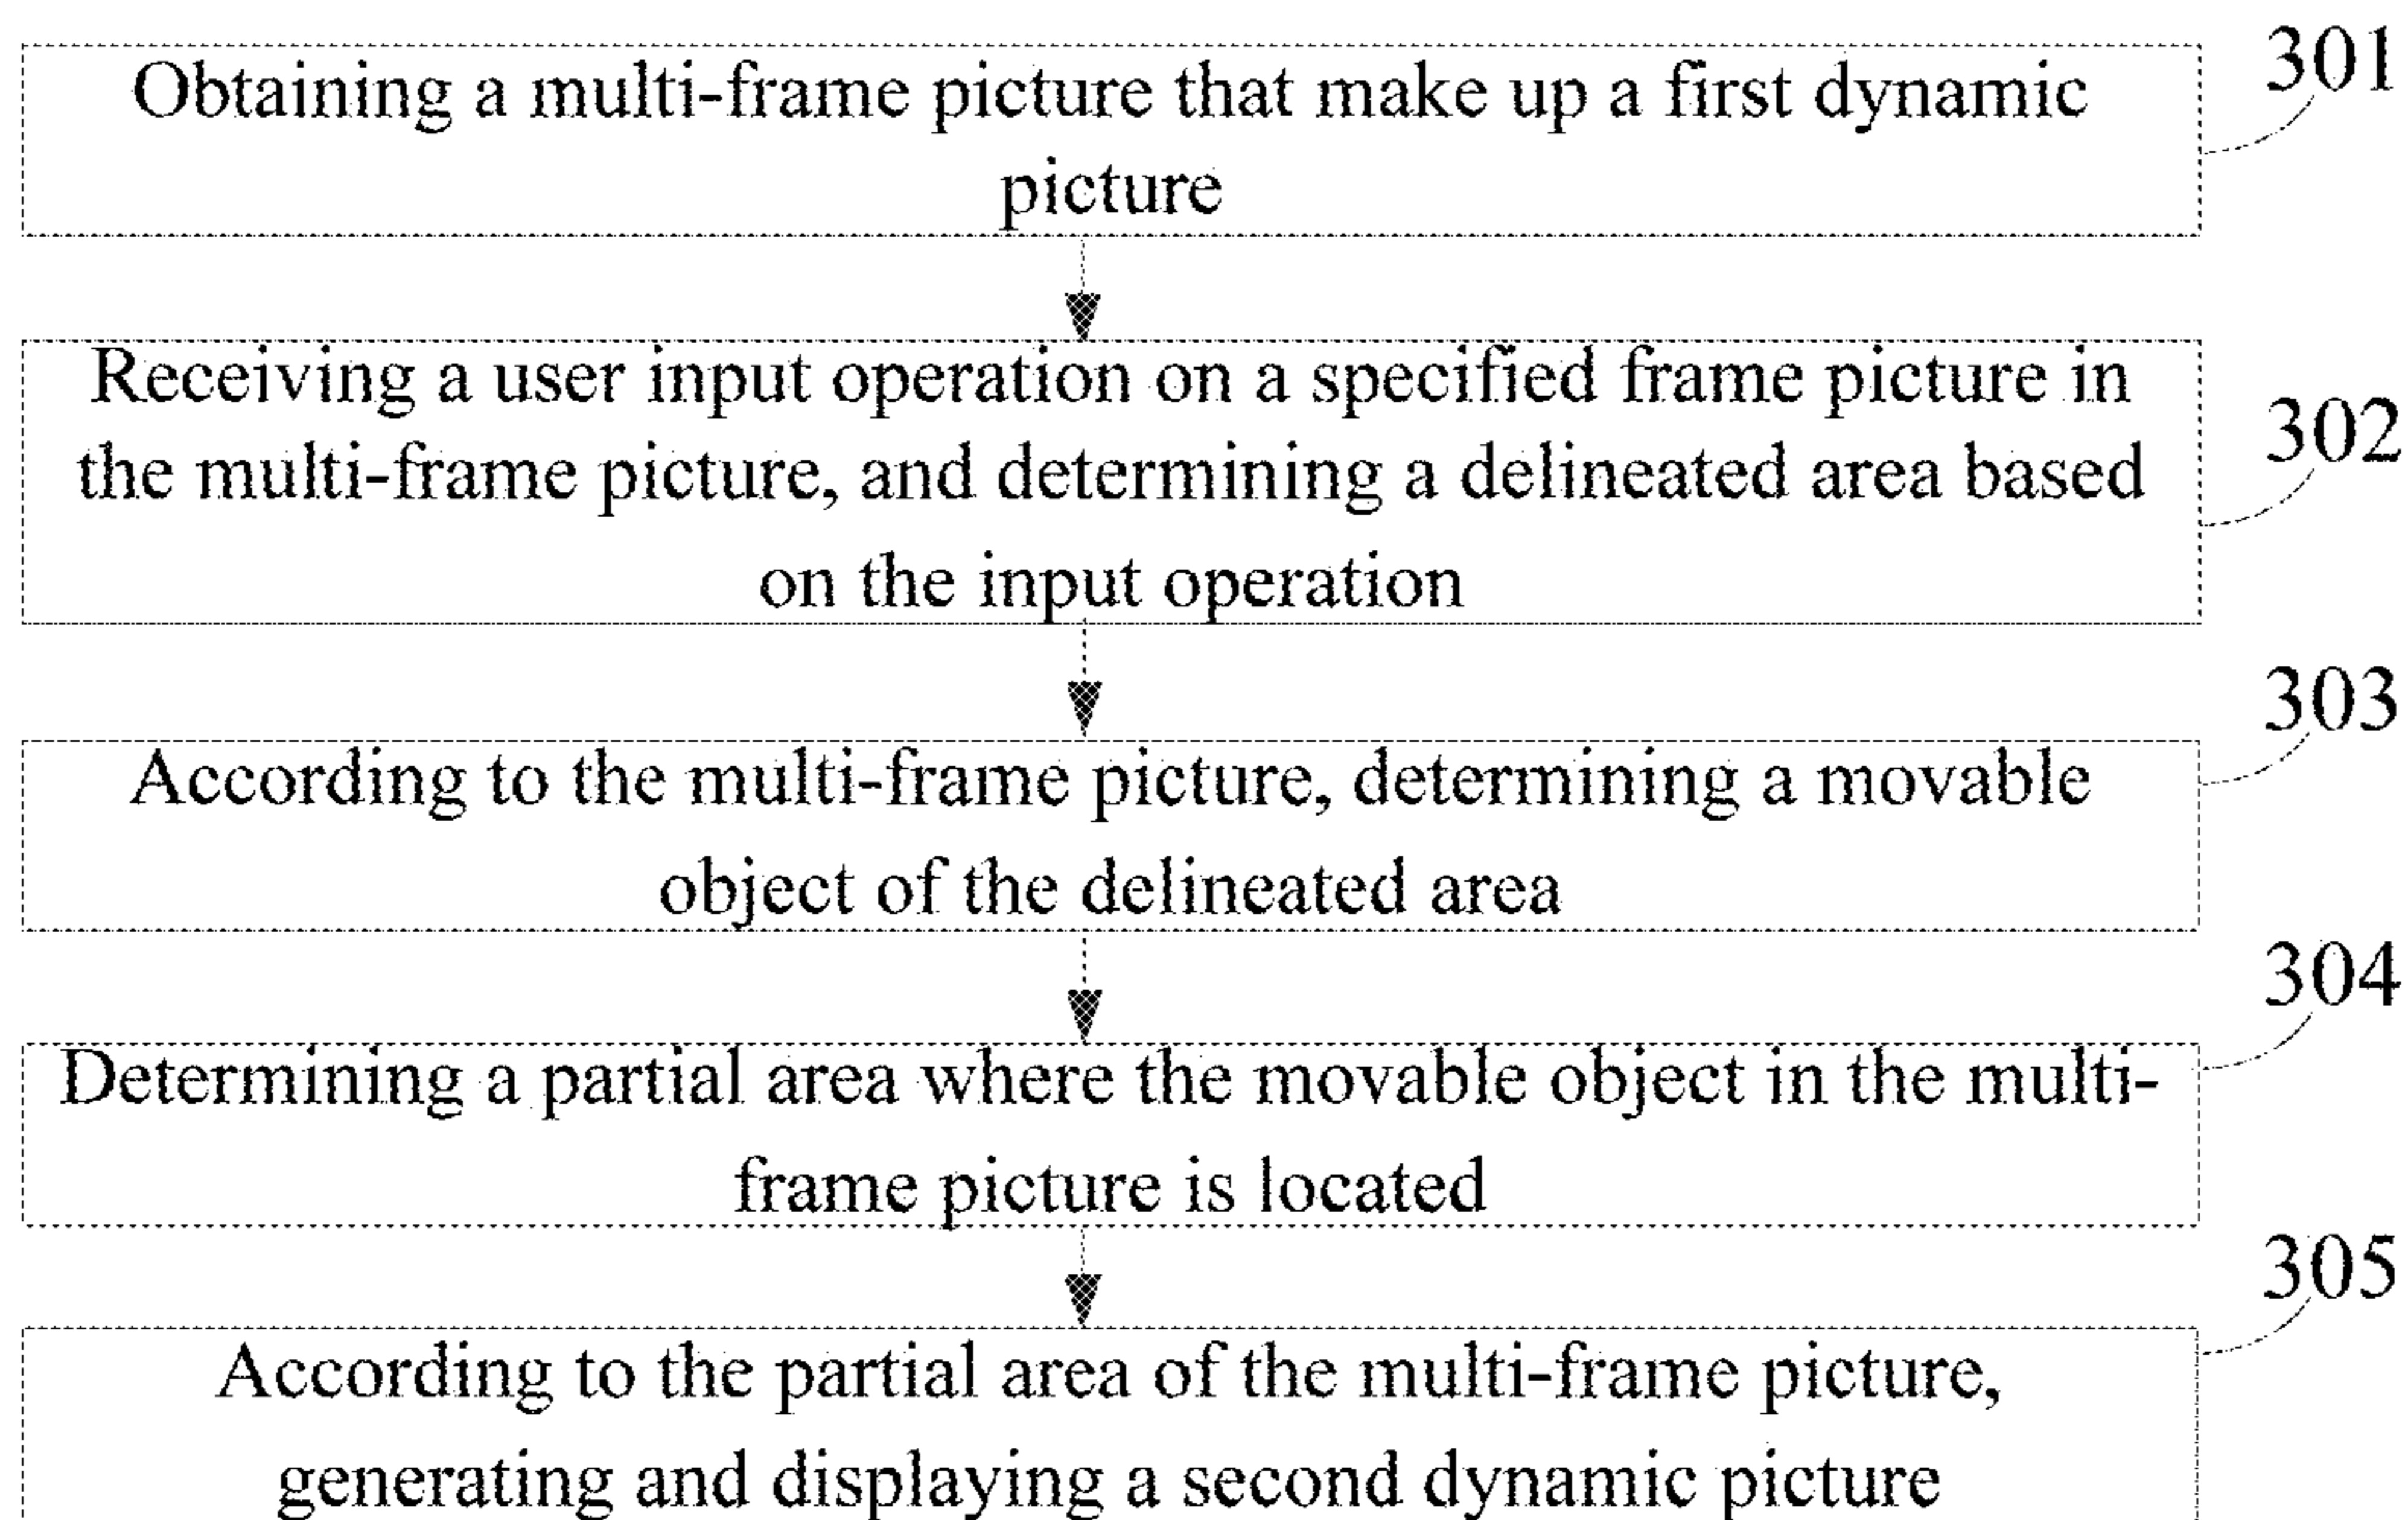 Obtaining a multi-frame picture that make up a first dynamic
picture
301
Receiving a user input operation on a specified frame picture in
the multi-frame picture, and determining a delineated area based
on the input operation
302
According to the multi-frame picture, determining a movable
object of the delineated area
303
Determining a partial area where the movable object in the multi-
frame picture is located
304
According to the partial area of the multi-frame picture,
generating and displaying a second dynamic picture
305